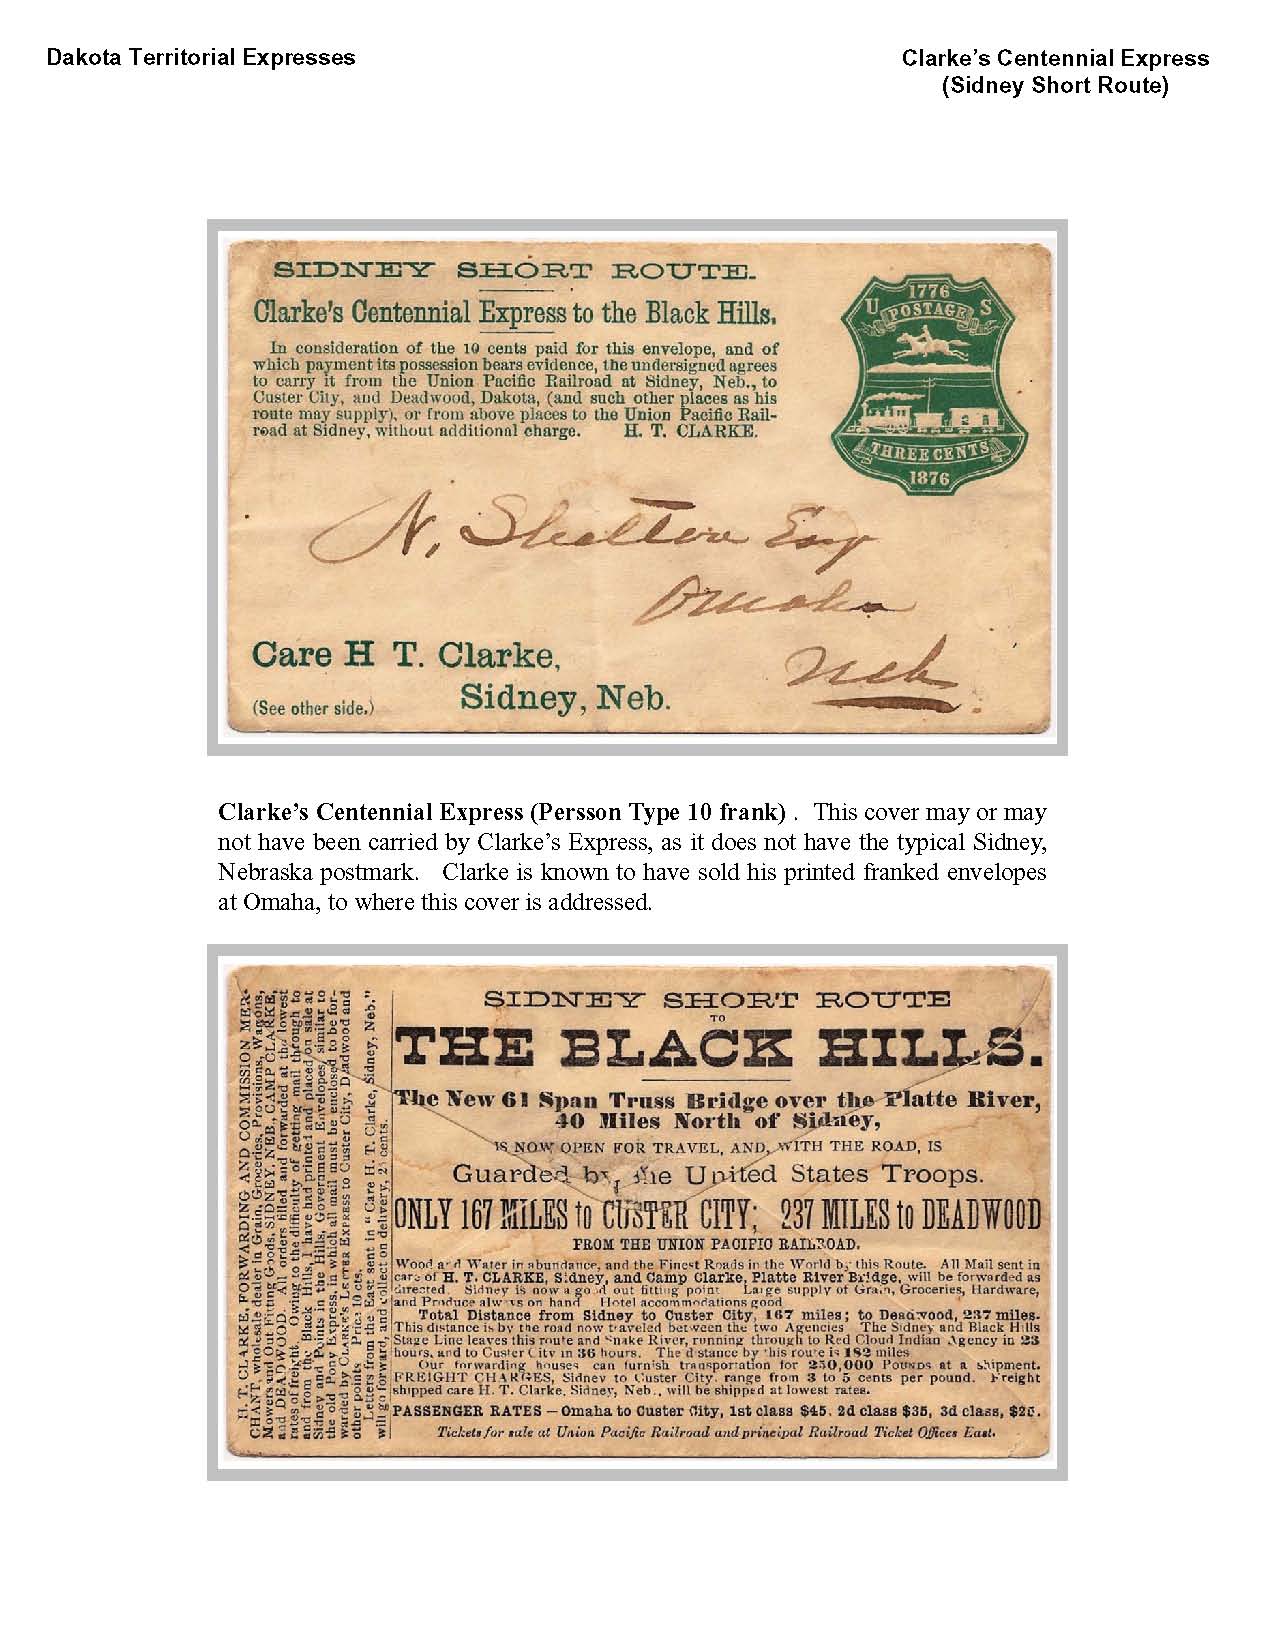 Dakota Territorial Expresses
Clarke’s Centennial Express
(Sidney Short Route)
SIDNEY SHORT ROUTE.
Clarke's Centennial Express to the Black Hills.
In consideration of the 10 cents paid for this envelope, and of
which payment its possession bears evidence, the undersigned agrees
to carry it from the Union Pacific Railroad at Sidney, Neb., to
Custer City, and Deadwood, Dakota, (and such other places as his
route may supply), or from above places to the Union Pacific Rail-
road at Sidney, without additional charge. H. T. CLARKE.
1776
U POSTAGE S
THREE CENTS
1876
N. Shelton Esq
Omaha
Neb
Care H T. Clarke,
Sidney, Neb.
(See other side.)
Clarke’s Centennial Express (Persson Type 10 frank) . This cover may or may
not have been carried by Clarke’s Express, as it does not have the typical Sidney,
Nebraska postmark. Clarke is known to have sold his printed franked envelopes
at Omaha, to where this cover is addressed.
H. T. CLARKE, FORWARDING AND COMMISSION MER-
CHANT, wholesale dealer in Grain, Groceries, Provisions, Wagons,
Mowers and Out Fitting Goods, SIDNEY, NEB., CAMP CLARKE,
and DEADWOOD. All orders filled and forwarded at the lowest
rates of freight. Owing to the difficulty of getting mail through to
and from the Black Hills, I have had printed and placed on sale at
Sidney and Points in the Hills, Government Envelopes, similar to
the old Pony Express, in which all mail must be enclosed to be for-
warded by CLARKE'S LETTER EXPRESS to Custer City, Deadwood and
other points Price 10 cts.
Letters from the East sent in "Care H. T. Clarke, Sidney, Neb."
will go forward, and collect on delivery, 25 cents.
SIDNEY SHORT ROUTE
TO
THE BLACK HILLS.
The New 61 Span Truss Bridge over the Platte River,
40 Miles North of Sidney,
IS NOW OPEN FOR TRAVEL, AND, WITH THE ROAD, IS
Guarded by the United States Troops.
ONLY 167 MILES to CUSTER CITY; 237 MILES to DEADWOOD
FROM THE UNION PACIFIC RAILROAD.
Wood and Water in abundance, and the Finest Roads in the World by this Route. All Mail sent in
care of H. T. CLARKE, Sidney, and Camp Clarke, Platte River Bridge, will be forwarded as
directed. Sidney is now a good out fitting point Large supply of Grain, Groceries, Hardware,
and Produce always on hand Hotel accommodations good
Total Distance from Sidney to Custer City, 167 miles; to Deadwood, 237 miles.
This distance is by the road now traveled between the two Agencies The Sidney and Black Hills
Stage Line leaves this route and Snake River, running through to Red Cloud Indian Agency in 23
hours, and to Custer City in 36 hours. The distance by this route is 182 miles
Our forwarding houses can furnish transportation for 250,000 POUNDS at a shipment.
FREIGHT CHARGES, Sidney to Custer City, range from 3 to 5 cents per pound. Freight
shipped care H. T. Clarke, Sidney, Neb., will be shipped at lowest rates.
PASSENGER RATES – Omaha to Custer City, 1st class $45, 2d class $35, 3d class, $25.
Tickets for sale at Union Pacific Railroad and principal Railroad Ticket Offices East.